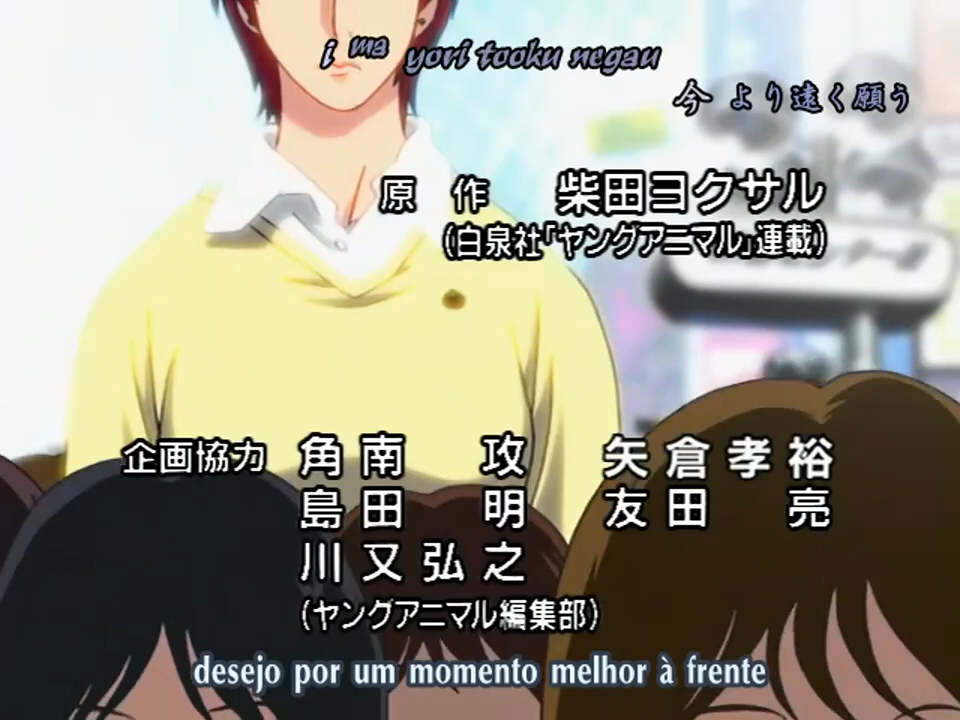 i ma yori tooku negau
今 より遠く願う
原 作 柴田ヨクサル
(白泉社「ヤングアニマル」連載)
企画協力 角南 攻 矢倉孝裕
島田 明 友田 亮
川又弘之
(ヤングアニマル編集部)
desejo por um momento melhor à frente